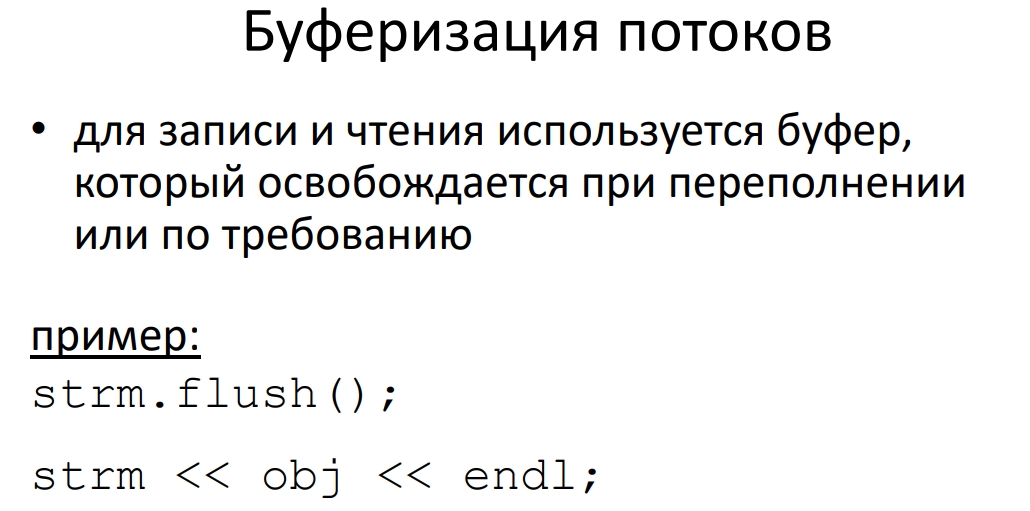 Буферизация потоков
• для записи и чтения используется буфер,
который освобождается при переполнении
или по требованию
пример:
strm.flush();
strm << obj << endl;